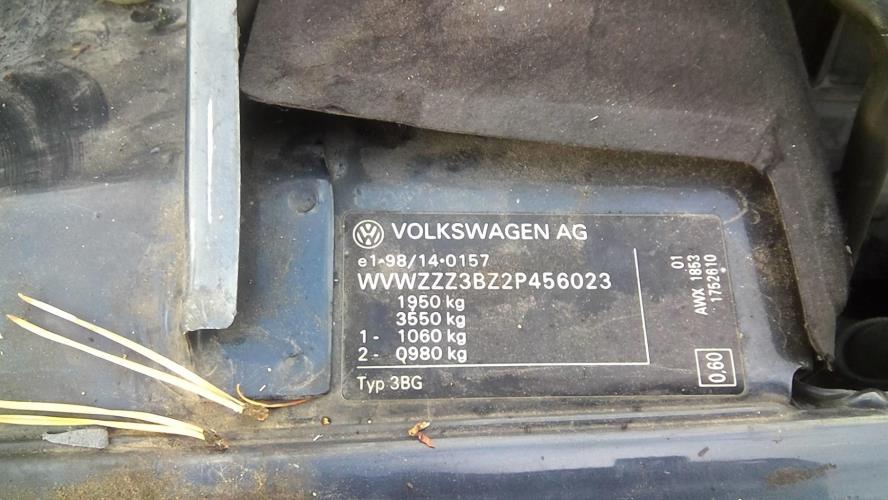 VOLKSWAGEN AG
e1*98/14*0157
WVWZZZ3BZ2P456023
1950 kg
3550 kg
1- 1060 kg
2- 0980 kg
Typ 3BG
01
AWX 1853
1752610 *
0,60